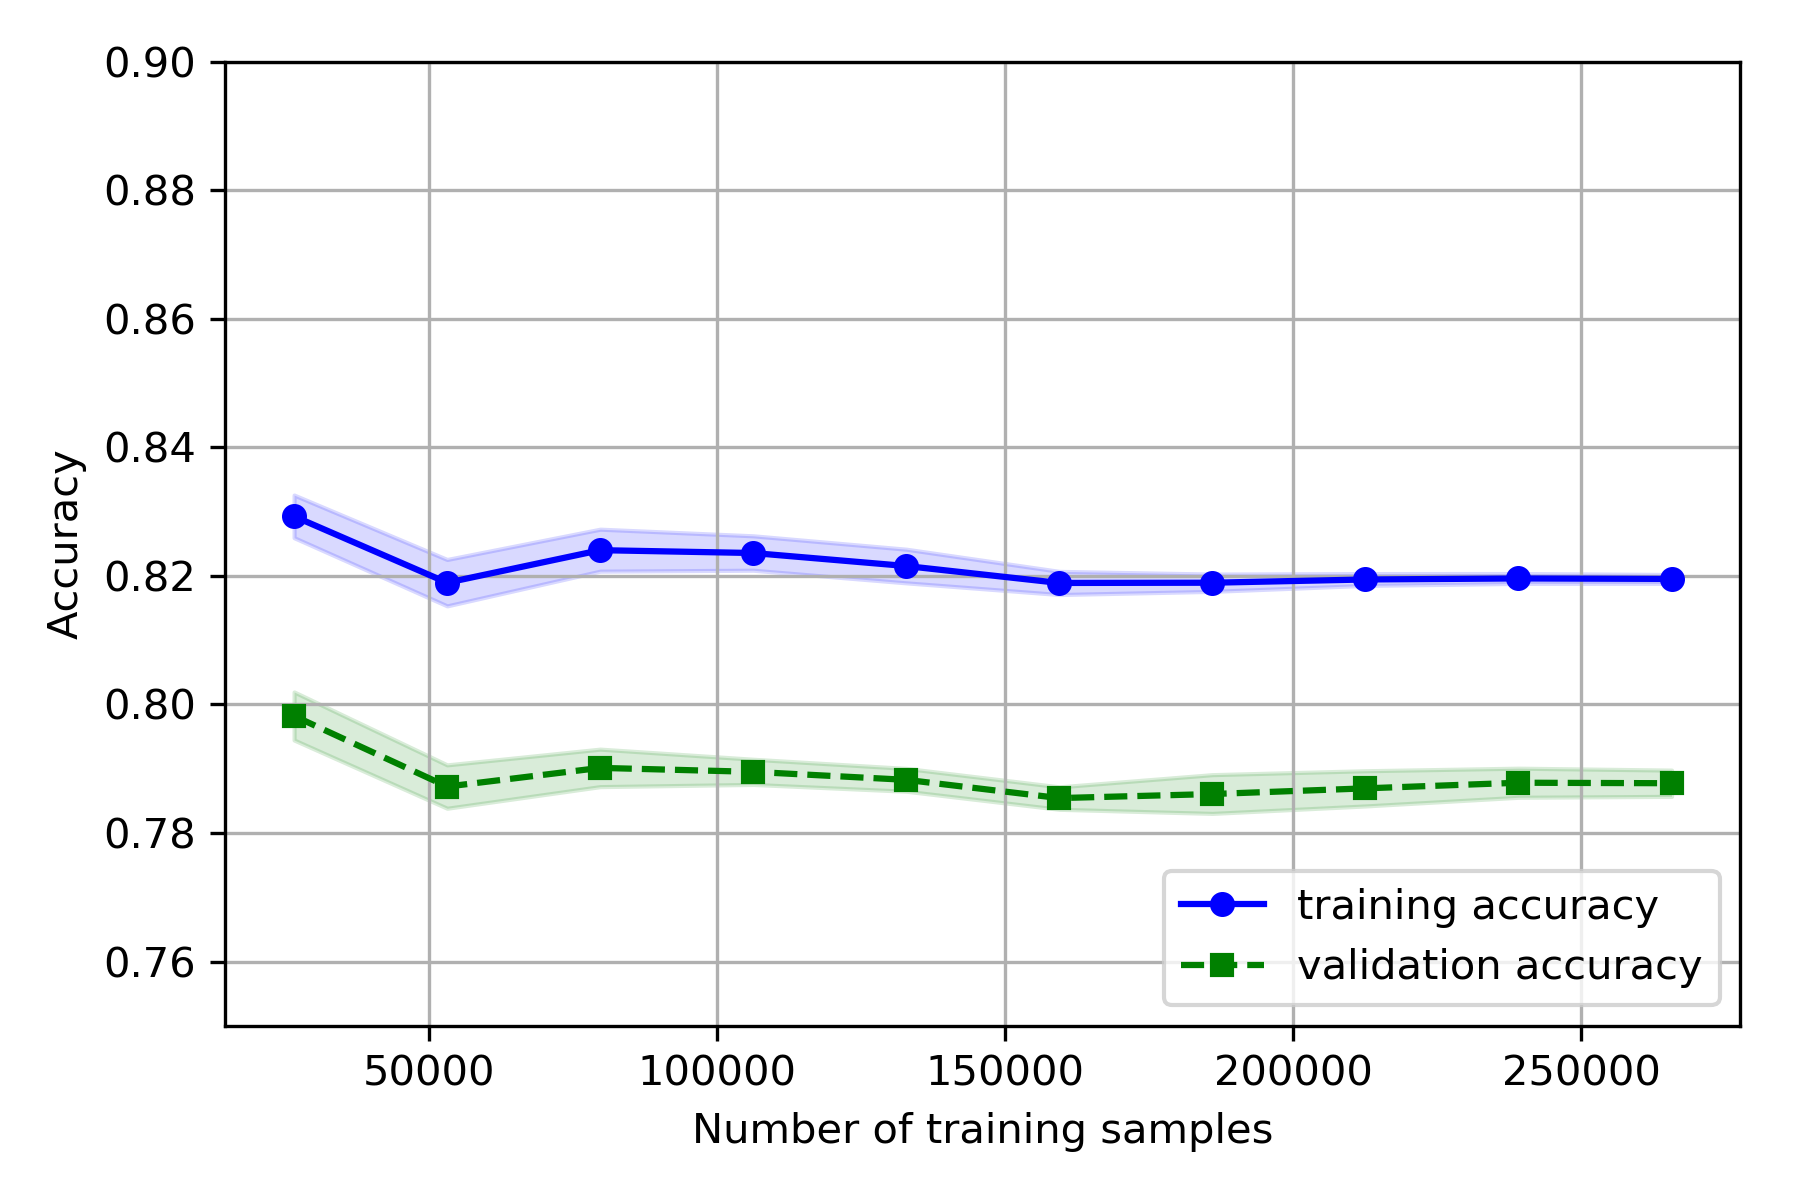 0.90
0.88
0.86
0.84
0.82
0.80
0.78
0.76
Accuracy
training accuracy
validation accuracy
50000 100000 150000 200000 250000
Number of training samples